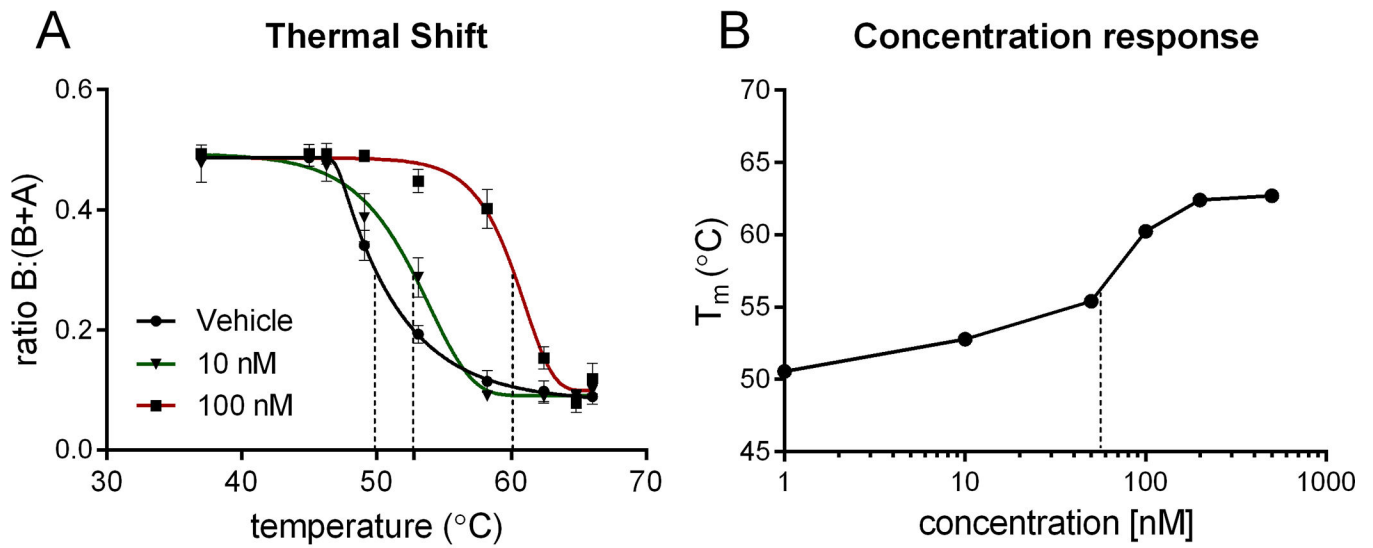 A
Thermal Shift
ratio B:(B+A)
0.6
0.4
0.2
0.0
Vehicle
10 nM
100 nM
30 40 50 60 70
temperature (°C)
B
Concentration response
Tm (°C)
70
65
60
55
50
45
1 10 100 1000
concentration [nM]